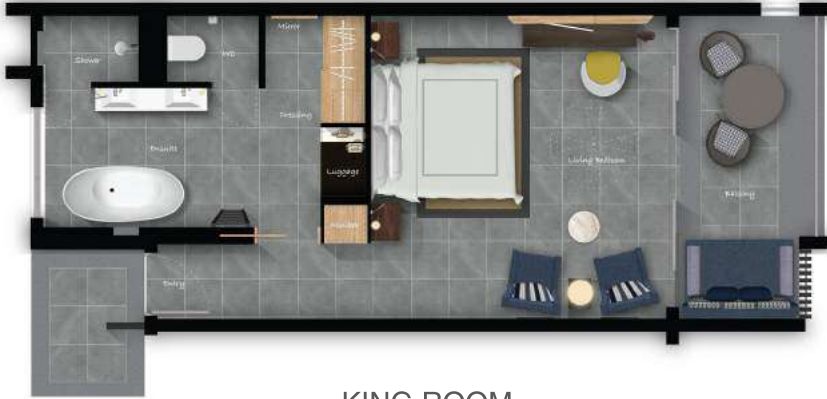 Mirror
Shower
WC
Dressing
Ensuite
Luggage
Living Bedroom
Balcony
Minibar
Entry
KING ROOM